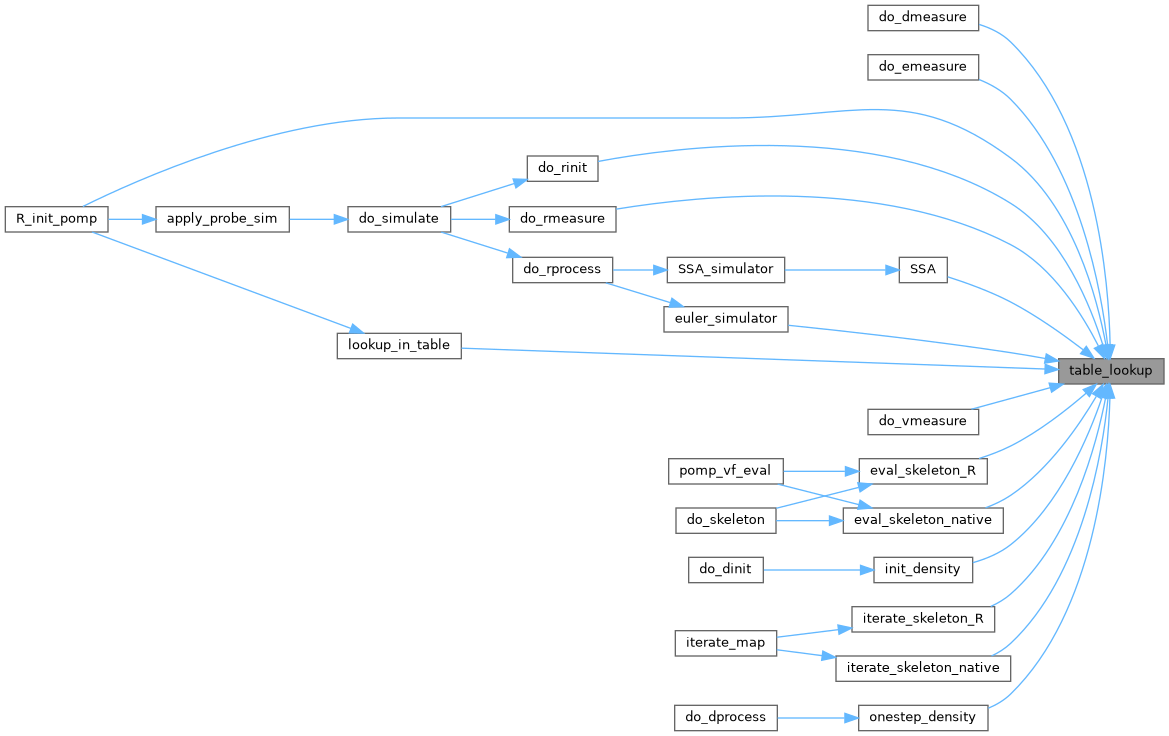 do_dmeasure
do_emeasure
do_rinit
R_init_pomp
apply_probe_sim
do_simulate
do_rmeasure
do_rprocess
SSA_simulator
SSA
euler_simulator
lookup_in_table
table_lookup
do_vmeasure
pomp_vf_eval
eval_skeleton_R
do_skeleton
eval_skeleton_native
do_dinit
init_density
iterate_skeleton_R
iterate_map
iterate_skeleton_native
do_dprocess
onestep_density